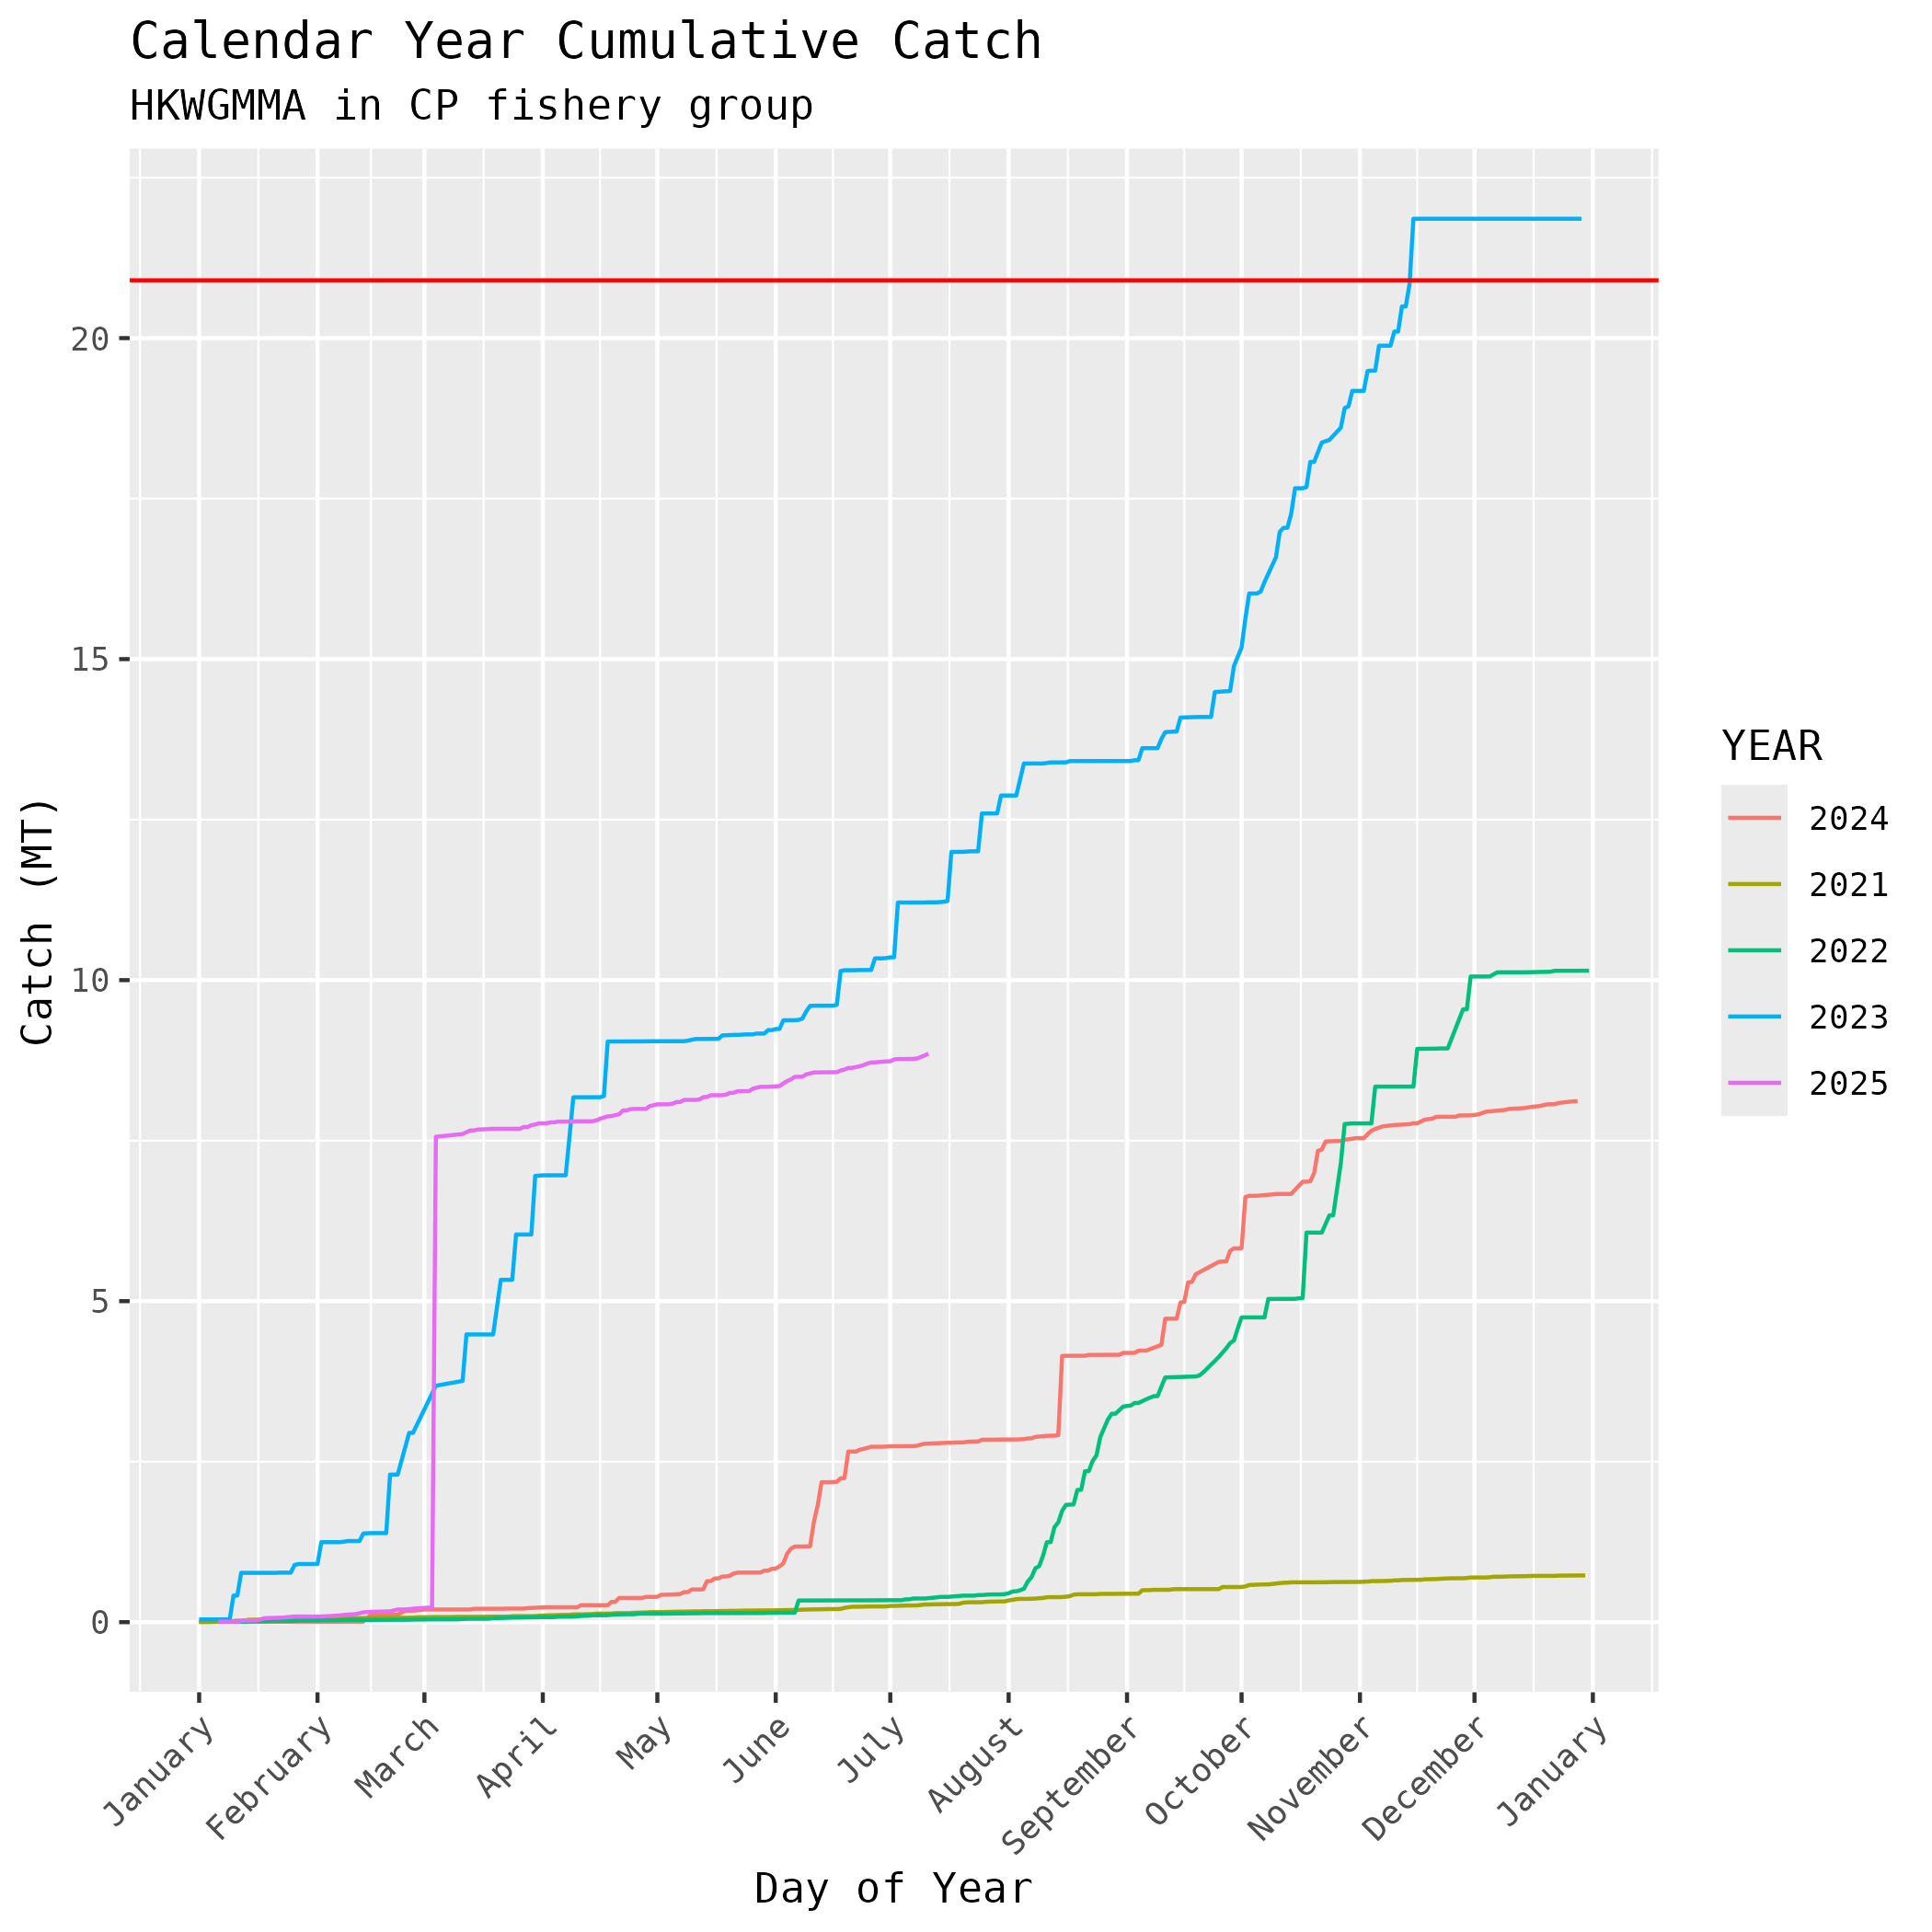 Calendar Year Cumulative Catch
HKWGMMA in CP fishery group
Catch (MT)
20
15
10
5
0
January
February
March
April
May
June
July
August
September
October
November
December
January
Day of Year
YEAR
2024
2021
2022
2023
2025